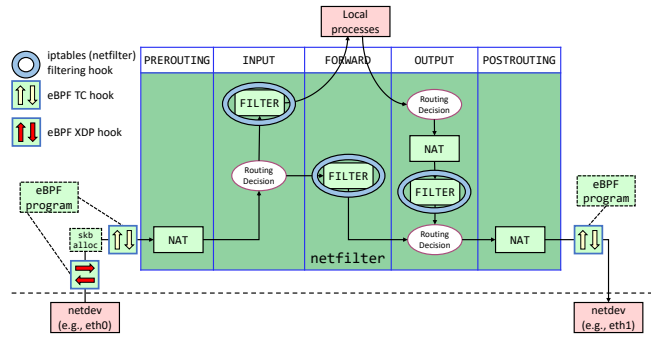 Local
processes
iptables (netfilter)
filtering hook
eBPF TC hook
eBPF XDP hook
PREROUTING
INPUT
FORWARD
OUTPUT
POSTROUTING
FILTER
Routing
Decision
NAT
Routing
Decision
FILTER
FILTER
eBPF
program
eBPF
program
skb
alloc
NAT
Routing
Decision
NAT
netfilter
netdev
(e.g., eth0)
netdev
(e.g., eth1)